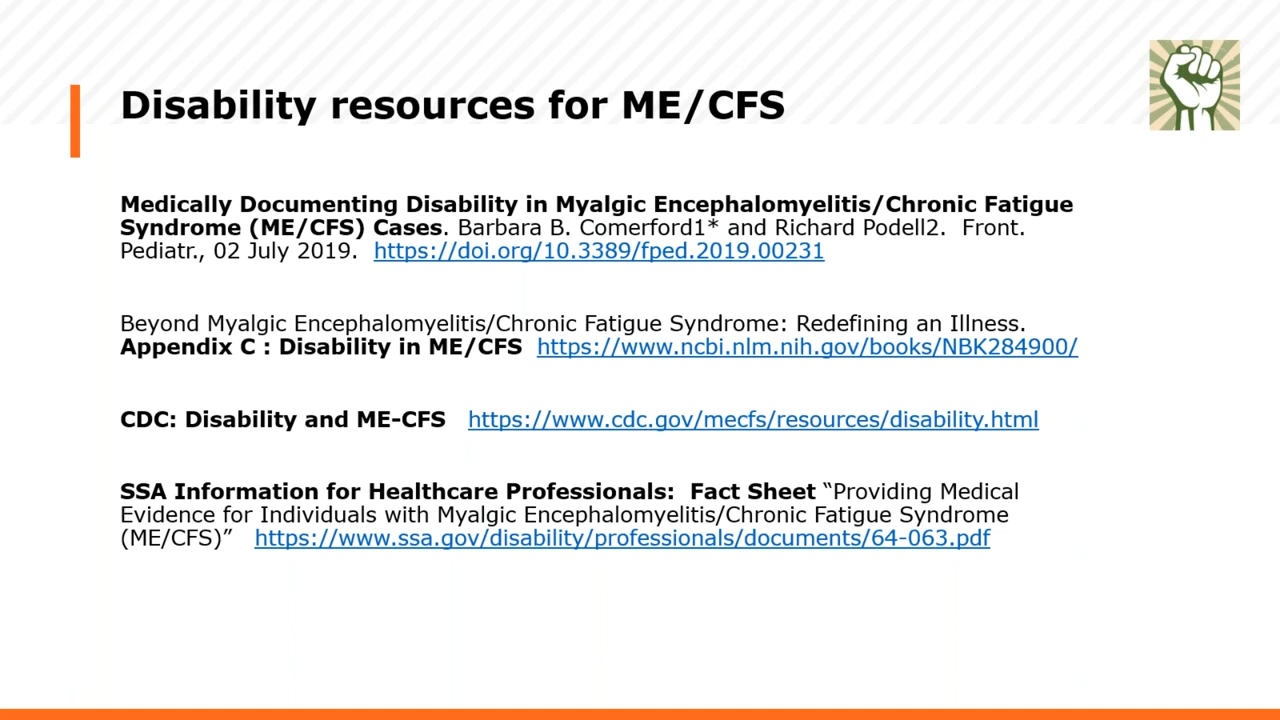 Disability resources for ME/CFS
Medically Documenting Disability in Myalgic Encephalomyelitis/Chronic Fatigue
Syndrome (ME/CFS) Cases. Barbara B. Comerford1* and Richard Podell2.  Front.
Pediatr., 02 July 2019.  https://doi.org/10.3389/fped.2019.00231
Beyond Myalgic Encephalomyelitis/Chronic Fatigue Syndrome: Redefining an Illness.
Appendix C : Disability in ME/CFS  https://www.ncbi.nlm.nih.gov/books/NBK284900/
CDC: Disability and ME-CFS   https://www.cdc.gov/mecfs/resources/disability.html
SSA Information for Healthcare Professionals:  Fact Sheet “Providing Medical
Evidence for Individuals with Myalgic Encephalomyelitis/Chronic Fatigue Syndrome
(ME/CFS)”   https://www.ssa.gov/disability/professionals/documents/64-063.pdf